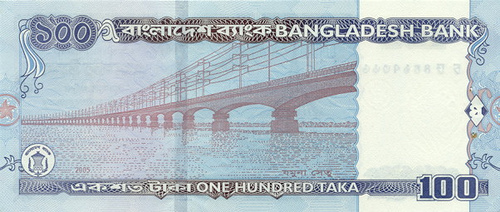 ১০০ বাংলাদেশ ব্যাংক BANGLADESH BANK
যমুনা সেতু
একশত টাকা ONE HUNDRED TAKA 100